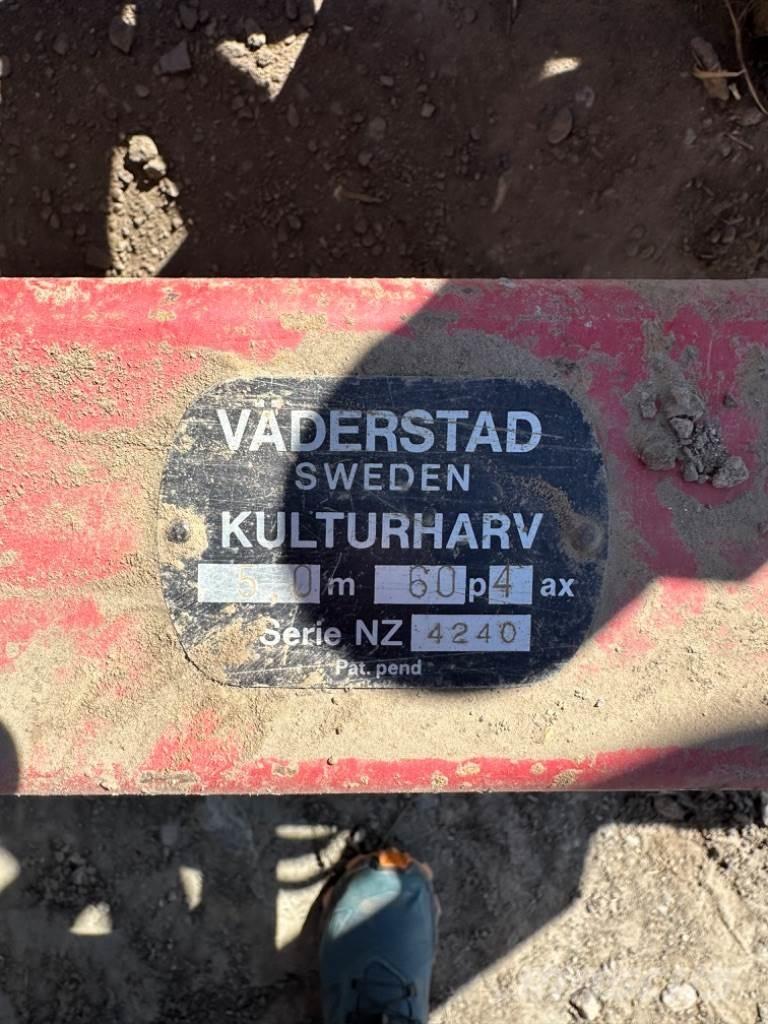 VÄDERSTAD
SWEDEN
KULTURHARV
5,0 m 60 p 4 ax
Serie NZ 4240
Pat. pend